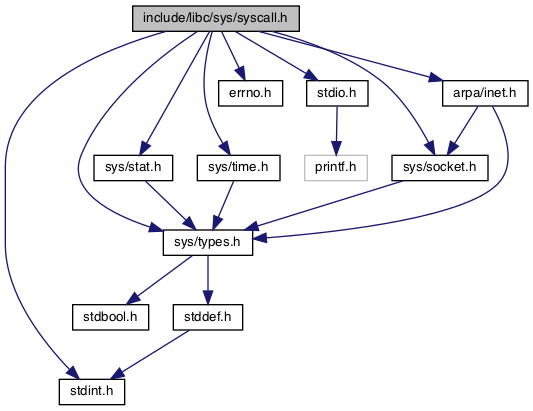 include/libc/sys/syscall.h
errno.h
stdio.h
arpa/inet.h
sys/stat.h
sys/time.h
printf.h
sys/socket.h
sys/types.h
stdbool.h
stddef.h
stdint.h